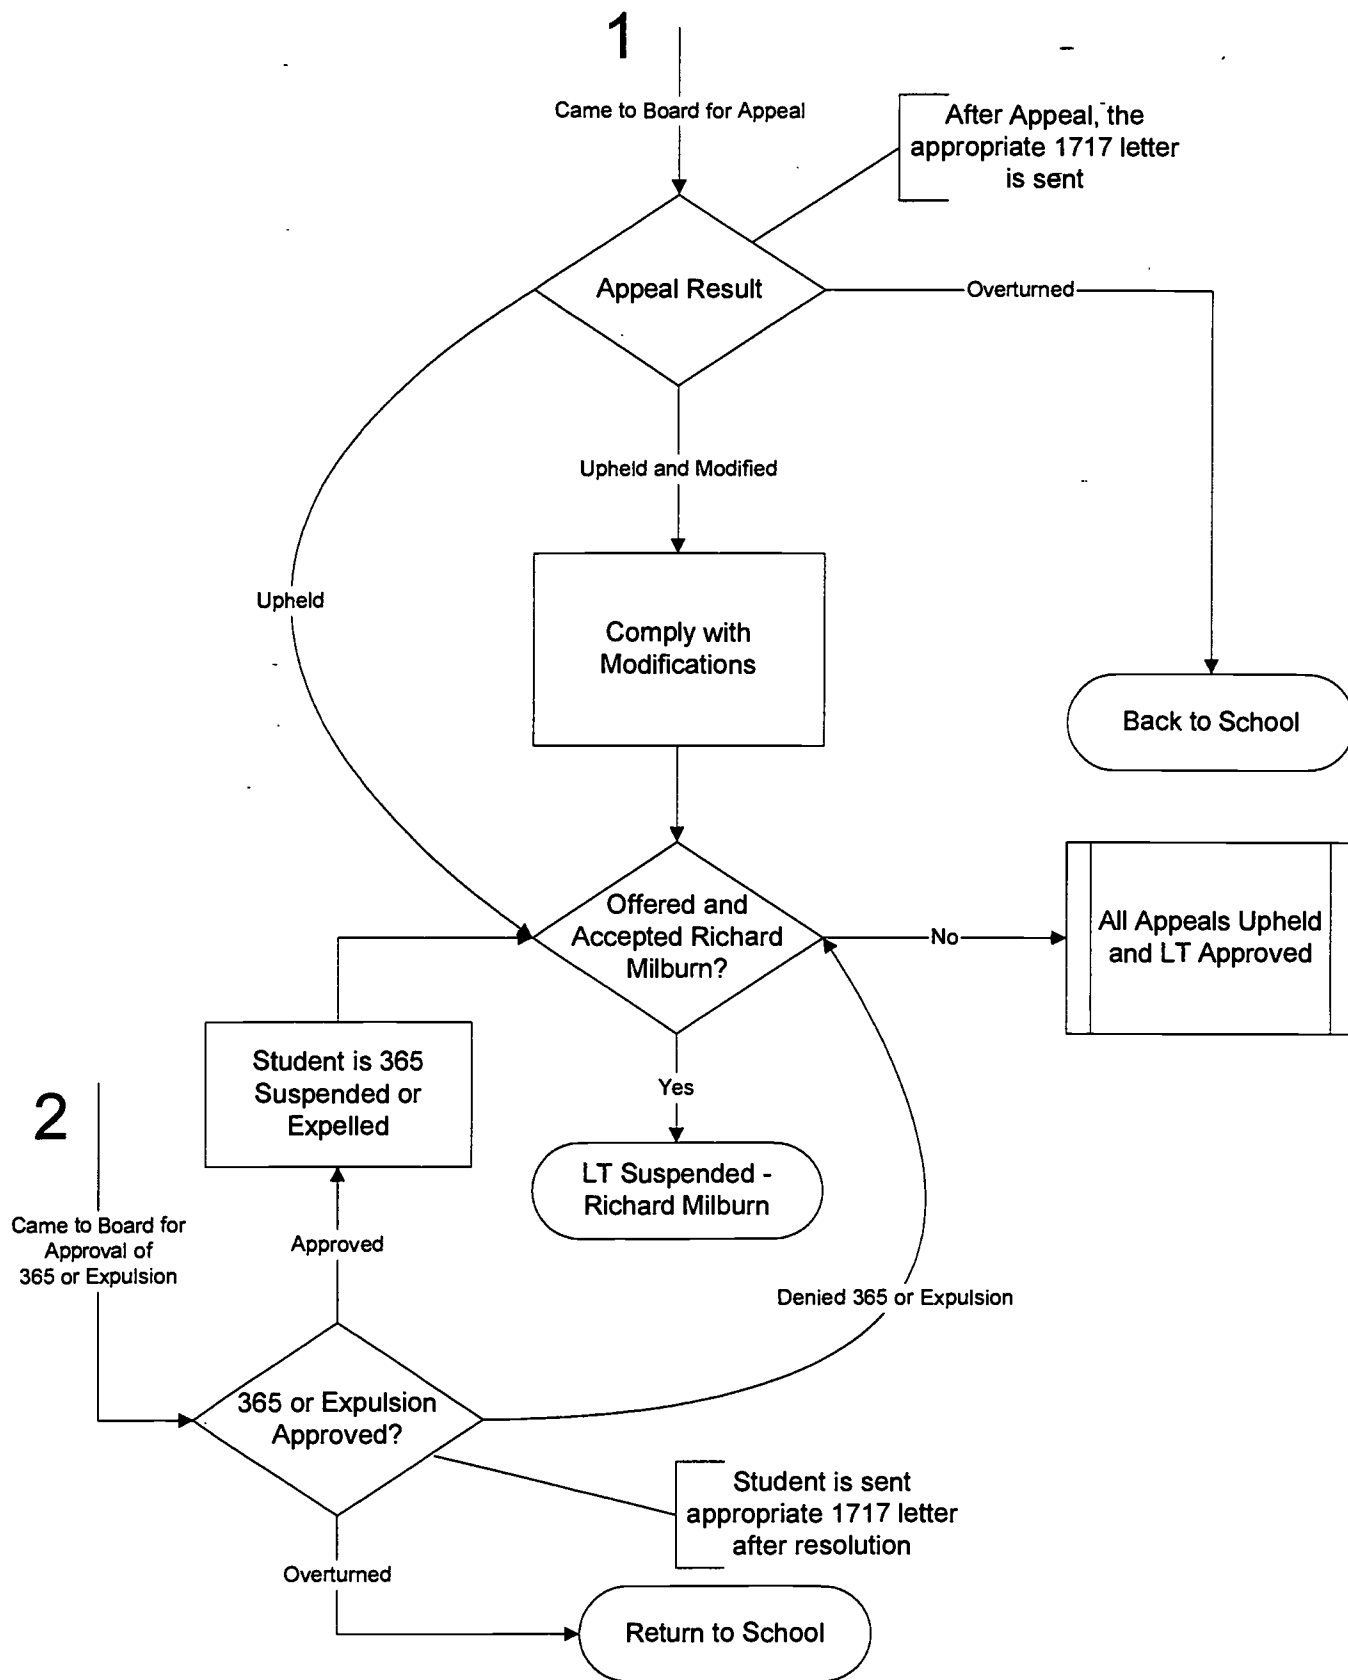 1
Came to Board for Appeal
After Appeal, the
appropriate 1717 letter
is sent
Appeal Result
Overturned
Upheld and Modified
Upheld
Comply with
Modifications
Back to School
Offered and
Accepted Richard
Milburn?
No
All Appeals Upheld
and LT Approved
Student is 365
Suspended or
Expelled
Yes
2
LT Suspended -
Richard Milburn
Came to Board for
Approval of
365 or Expulsion
Approved
Denied 365 or Expulsion
365 or Expulsion
Approved?
Student is sent
appropriate 1717 letter
after resolution
Overturned
Return to School